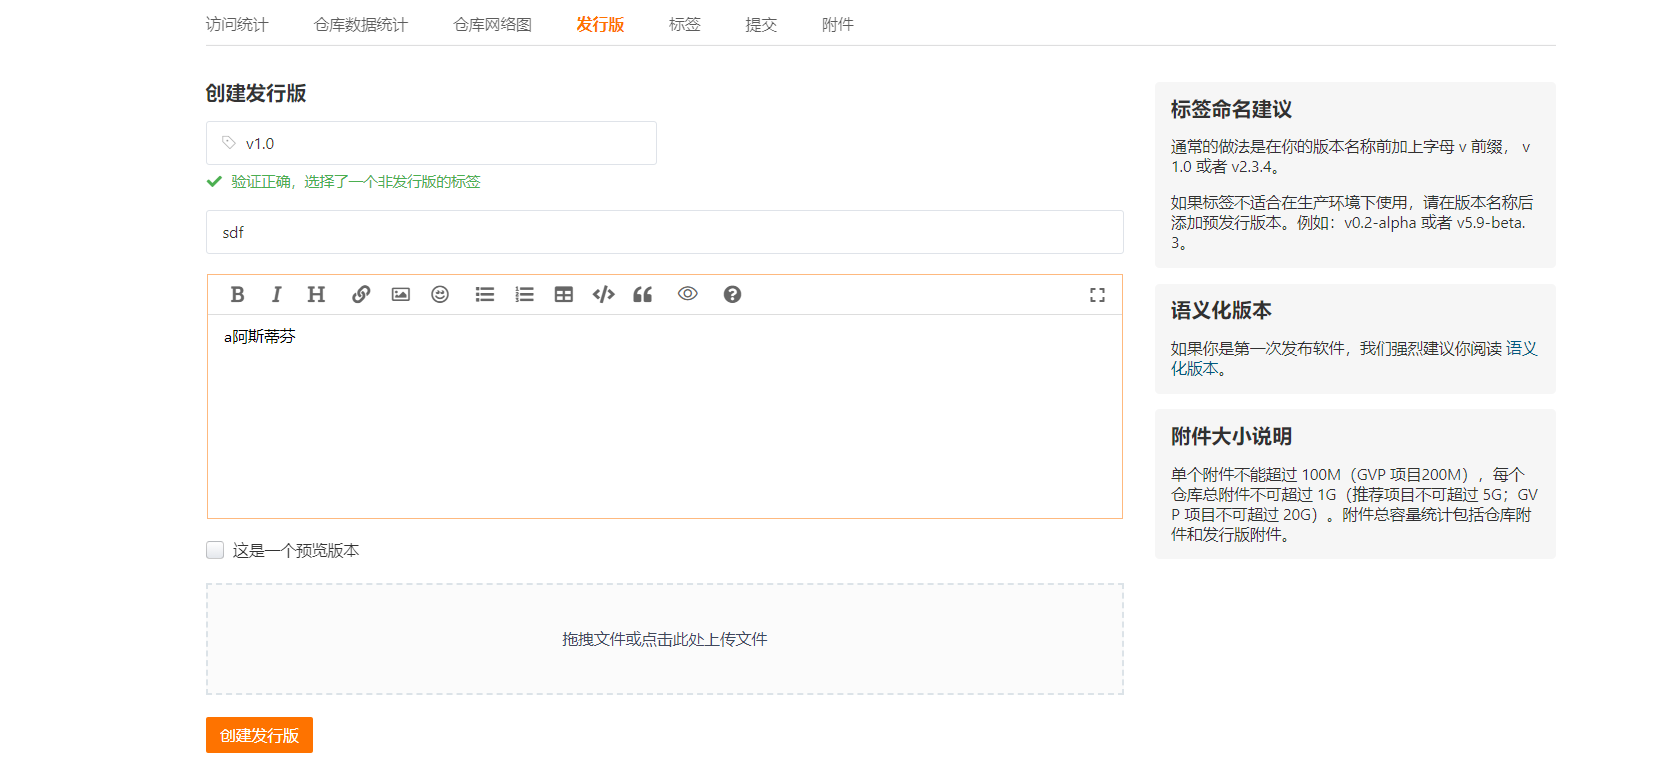 访问统计 仓库数据统计 仓库网络图 发行版 标签 提交 附件
创建发行版
v1.0
验证正确，选择了一个非发行版的标签
sdf
B I H
a阿斯蒂芬
这是一个预览版本
拖拽文件或点击此处上传文件
创建发行版
标签命名建议
通常的做法是在你的版本名称前加上字母 v 前缀， v
1.0 或者 v2.3.4。
如果标签不适合在生产环境下使用，请在版本名称后
添加预发行版本。例如：v0.2-alpha 或者 v5.9-beta.
3。
语义化版本
如果你是第一次发布软件，我们强烈建议你阅读 语义
化版本。
附件大小说明
单个附件不能超过 100M（GVP 项目200M），每个
仓库总附件不可超过 1G（推荐项目不可超过 5G；GV
P 项目不可超过 20G）。附件总容量统计包括仓库附
件和发行版附件。